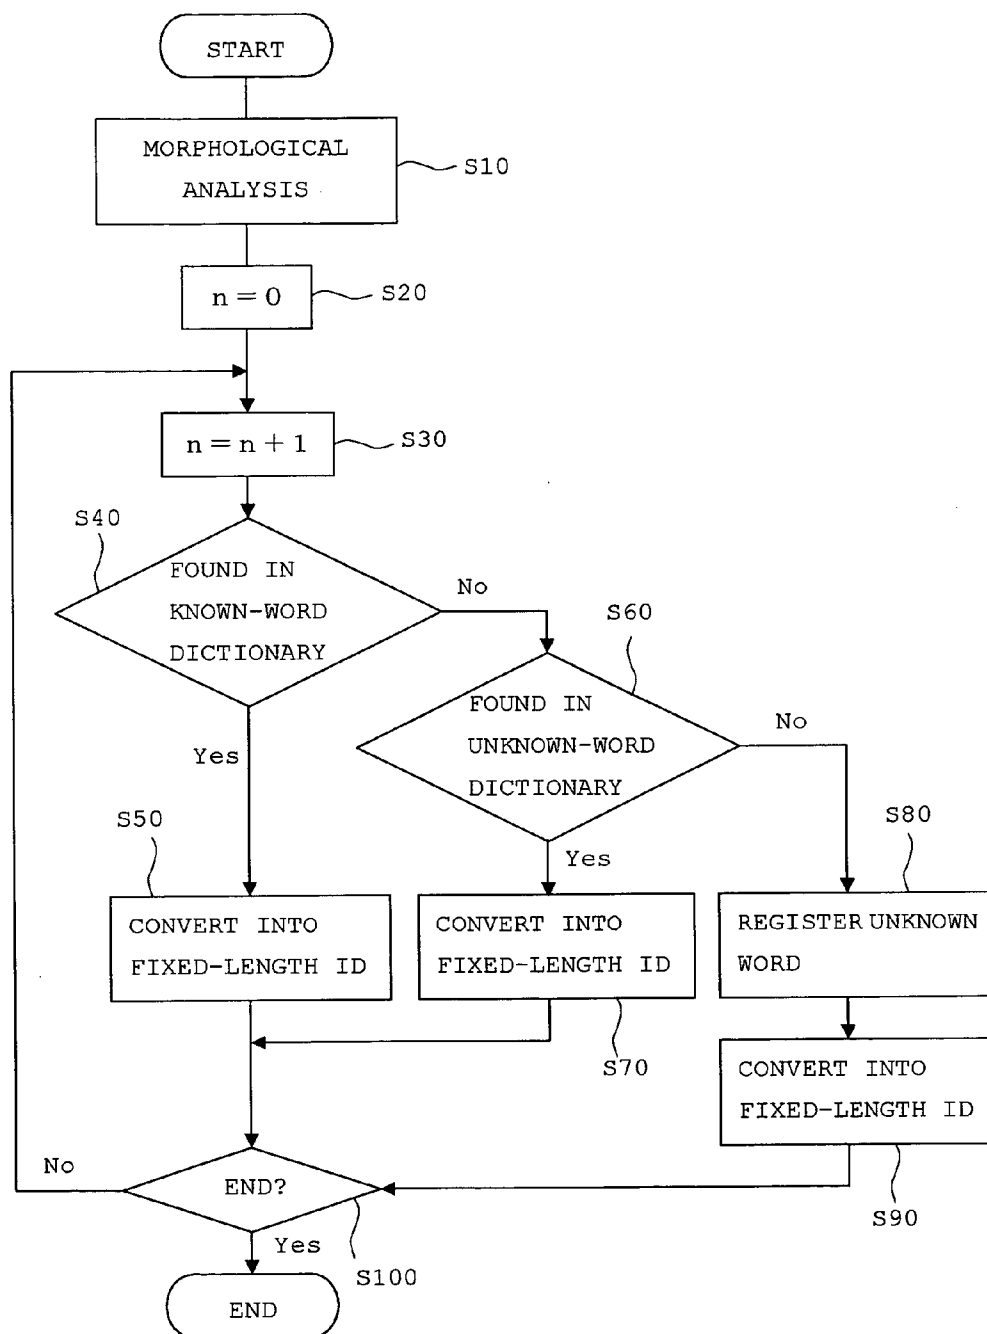 START
MORPHOLOGICAL
ANALYSIS
S10
n = 0
S20
n = n + 1
S30
S40
FOUND IN
KNOWN-WORD
DICTIONARY
No
Yes
S60
FOUND IN
UNKNOWN-WORD
DICTIONARY
No
Yes
S50
CONVERT INTO
FIXED-LENGTH ID
CONVERT INTO
FIXED-LENGTH ID
S70
S80
REGISTER UNKNOWN
WORD
CONVERT INTO
FIXED-LENGTH ID
S90
No
END?
Yes
S100
END